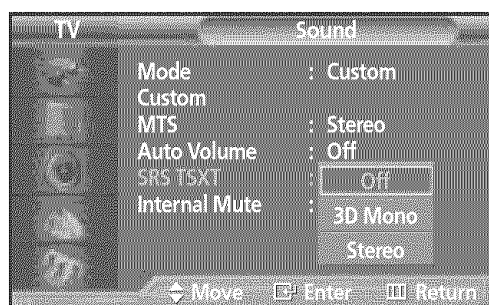 TV Sound
Mode : Custom
Custom
MTS : Stereo
Auto Volume : Off
SRS TSXT : Off
Internal Mute : 3D Mono
Stereo
Move Enter Return